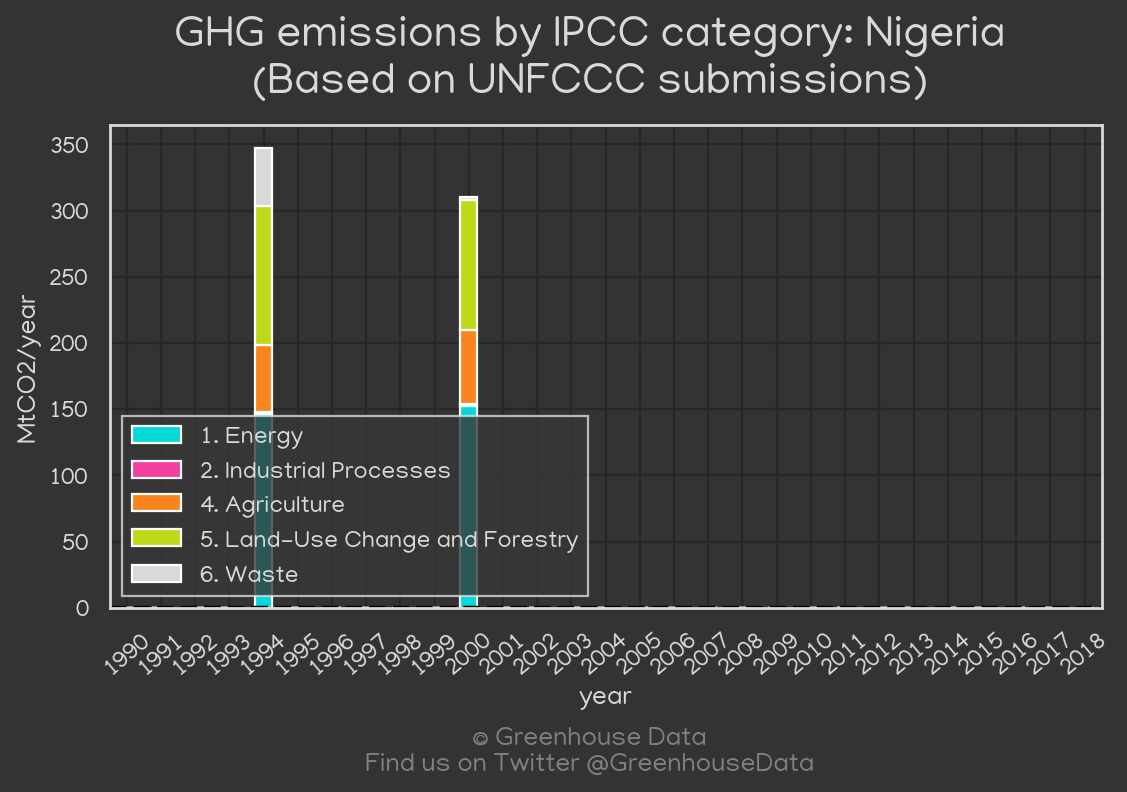 GHG emissions by IPCC category: Nigeria
(Based on UNFCCC submissions)
MtCO2/year
350
300
250
200
150
100
50
0
1. Energy
2. Industrial Processes
4. Agriculture
5. Land-Use Change and Forestry
6. Waste
1990 1991 1992 1993 1994 1995 1996 1997 1998 1999 2000 2001 2002 2003 2004 2005 2006 2007 2008 2009 2010 2011 2012 2013 2014 2015 2016 2017 2018
year
© Greenhouse Data
Find us on Twitter @GreenhouseData